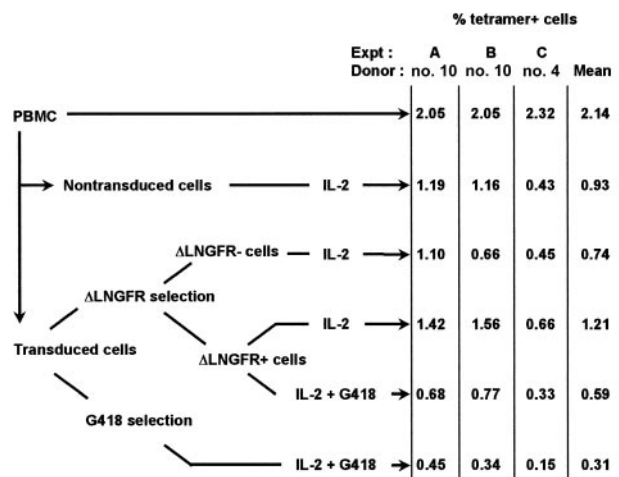 % tetramer+ cells
Expt : A B C
Donor : no. 10 no. 10 no. 4 Mean
PBMC 2.05 2.05 2.32 2.14
Nontransduced cells IL-2 1.19 1.16 0.43 0.93
ΔLNGFR- cells IL-2 1.10 0.66 0.45 0.74
ΔLNGFR selection
IL-2 1.42 1.56 0.66 1.21
Transduced cells
ΔLNGFR+ cells
IL-2 + G418 0.68 0.77 0.33 0.59
G418 selection
IL-2 + G418 0.45 0.34 0.15 0.31